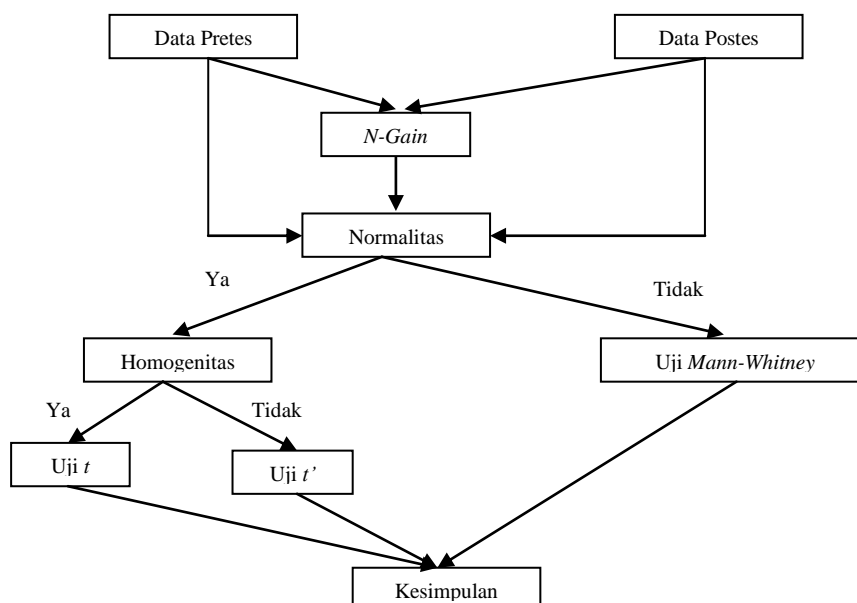 Data Pretes
Data Postes
N-Gain
Normalitas
Ya
Tidak
Homogenitas
Uji Mann-Whitney
Ya
Tidak
Uji t
Uji t’
Kesimpulan